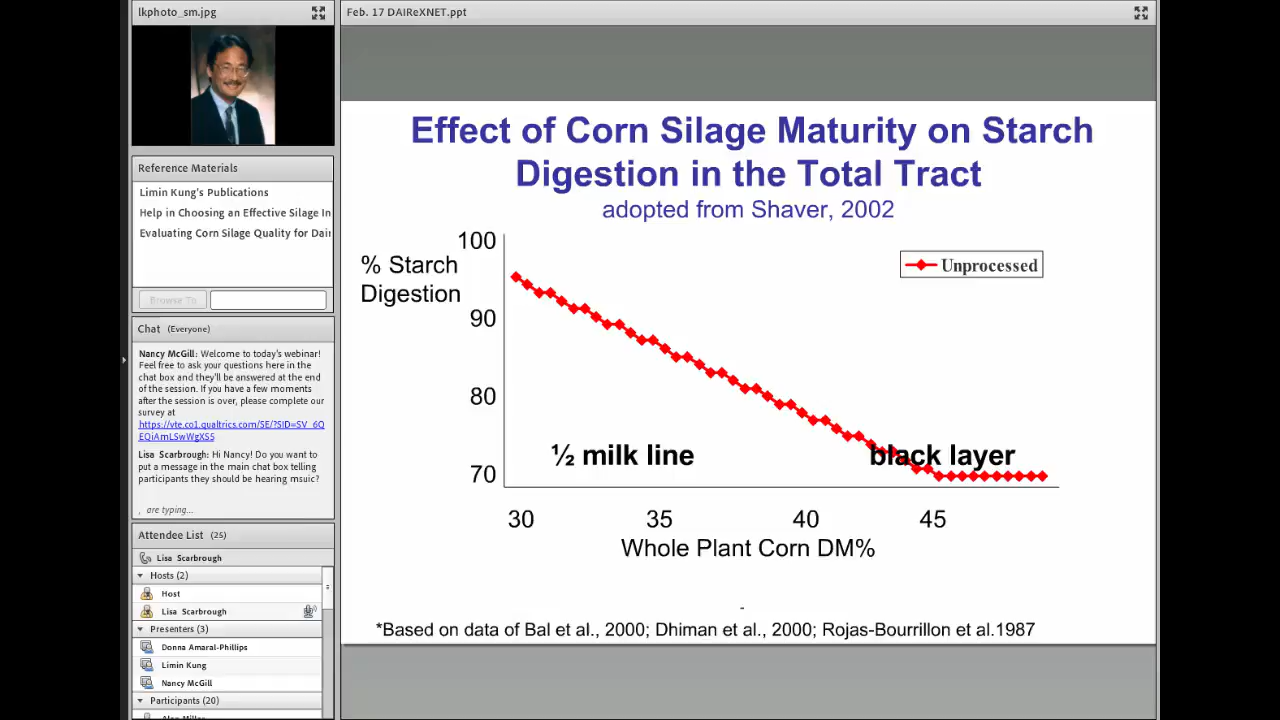 lkphoto_sm.jpg
Reference Materials
Limin Kung's Publications
Help in Choosing an Effective Silage In
Evaluating Corn Silage Quality for Dair
Browse To
Chat (Everyone)
Nancy McGill: Welcome to today's webinar!
Feel free to ask your questions here in the
chat box and they'll be answered at the end
of the session. If you have a few moments
after the session is over, please complete our
survey at
https://vte.co1.qualtrics.com/SE/?SID=SV_6Q
EQiAmLSwWgXS5
Lisa Scarbrough: Hi Nancy! Do you want to
put a message in the main chat box telling
participants they should be hearing msuic?
, are typing...
Attendee List (25)
Lisa Scarbrough
Hosts (2)
Host
Lisa Scarbrough
Presenters (3)
Donna Amaral-Phillips
Limin Kung
Nancy McGill
Participants (20)
Feb. 17 DAIReXNET.ppt
Effect of Corn Silage Maturity on Starch
Digestion in the Total Tract
adopted from Shaver, 2002
% Starch
Digestion
100
90
80
70
Unprocessed
½ milk line
black layer
30 35 40 45
Whole Plant Corn DM%
*Based on data of Bal et al., 2000; Dhiman et al., 2000; Rojas-Bourrillon et al.1987